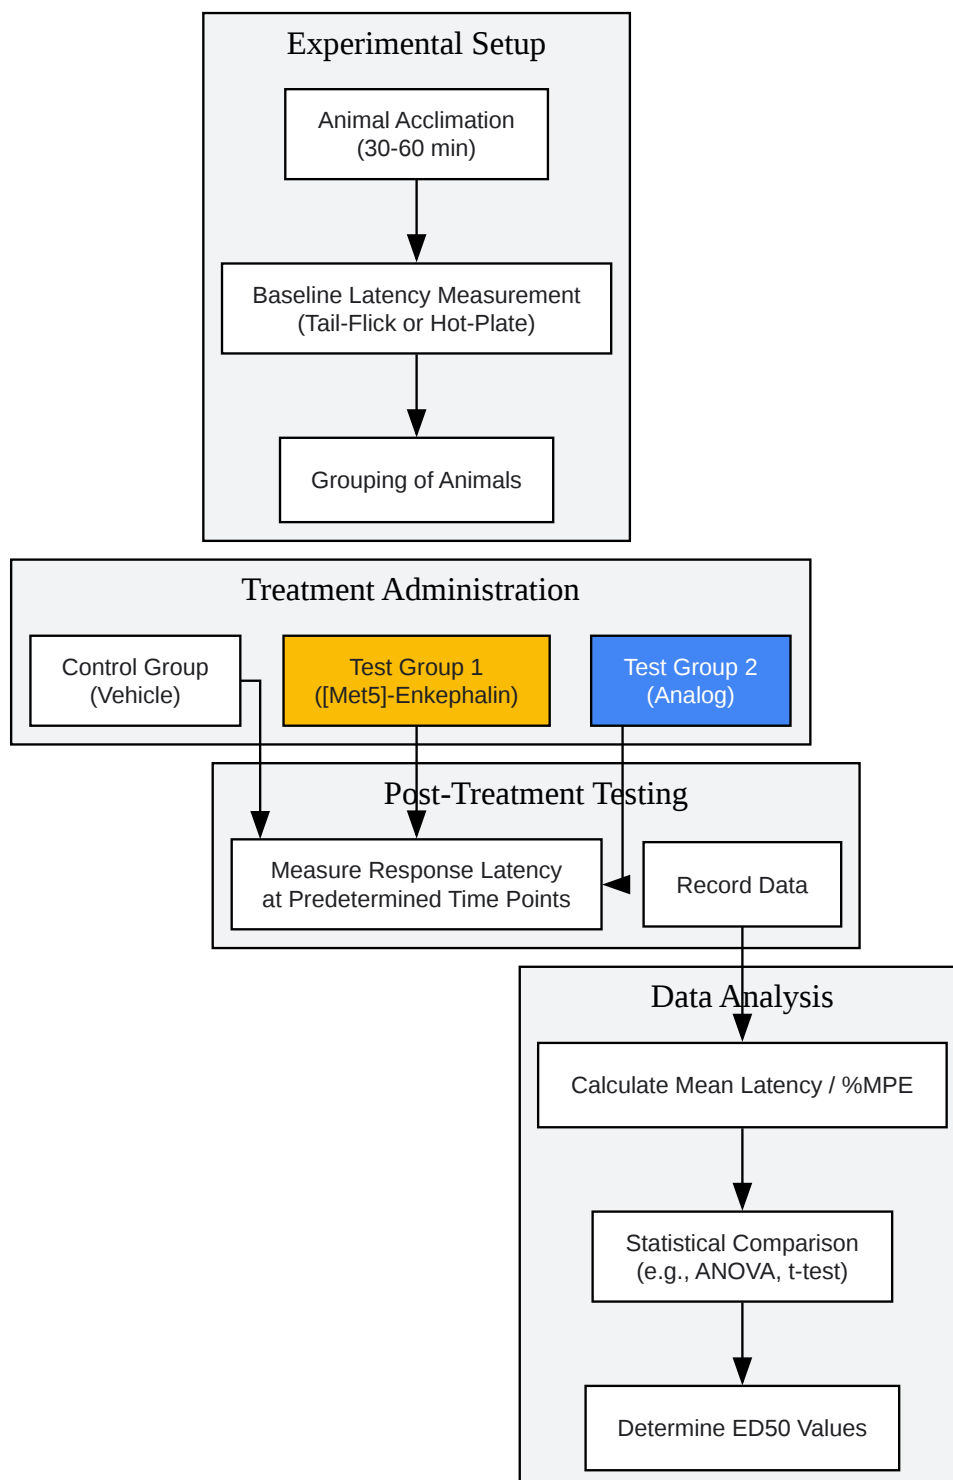 Experimental Setup
Animal Acclimation
(30-60 min)
Baseline Latency Measurement
(Tail-Flick or Hot-Plate)
Grouping of Animals
Treatment Administration
Control Group
(Vehicle)
Test Group 1
([Met5]-Enkephalin)
Test Group 2
(Analog)
Post-Treatment Testing
Measure Response Latency
at Predetermined Time Points
Record Data
Data Analysis
Calculate Mean Latency / %MPE
Statistical Comparison
(e.g., ANOVA, t-test)
Determine ED50 Values